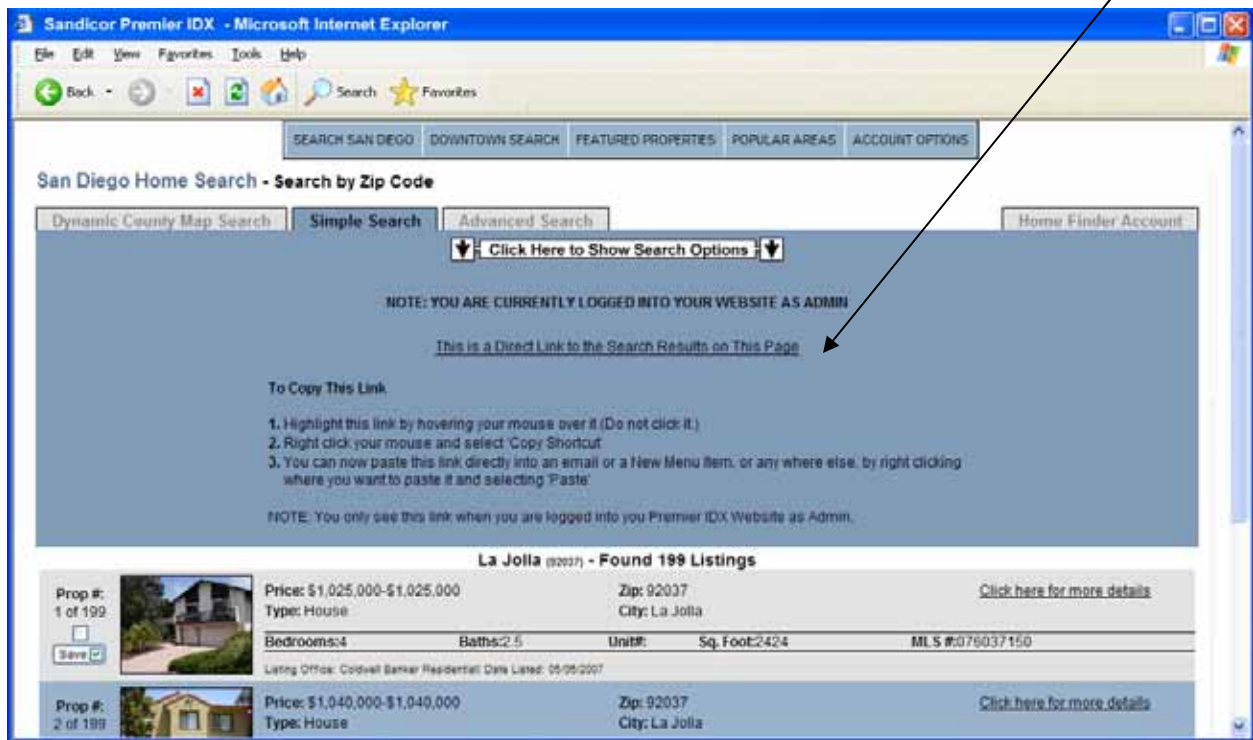 Sandicor Premier IDX - Microsoft Internet Explorer
File Edit View Favorites Tools Help
Back Search Favorites
SEARCH SAN DIEGO DOWNTOWN SEARCH FEATURED PROPERTIES POPULAR AREAS ACCOUNT OPTIONS
San Diego Home Search - Search by Zip Code
Dynamic County Map Search Simple Search Advanced Search Home Finder Account
Click Here to Show Search Options
NOTE: YOU ARE CURRENTLY LOGGED INTO YOUR WEBSITE AS ADMIN
This is a Direct Link to the Search Results on This Page
To Copy This Link
1. Highlight this link by hovering your mouse over it (Do not click it.)
2. Right click your mouse and select 'Copy Shortcut'
3. You can now paste this link directly into an email or a New Menu Item, or any where else, by right clicking
where you want to paste it and selecting 'Paste'
NOTE: You only see this link when you are logged into you Premier IDX Website as Admin.
La Jolla (92037) - Found 199 Listings
Prop #: 1 of 199
Save
Price: $1,025,000-$1,025,000 Zip: 92037 Click here for more details
Type: House City: La Jolla
Bedrooms:4 Baths:2.5 Unit#: Sq. Foot:2424 MLS #:076037150
Listing Office: Coldwell Banker Residential Date Listed: 05/06/2007
Prop #: 2 of 199
Price: $1,040,000-$1,040,000 Zip: 92037 Click here for more details
Type: House City: La Jolla